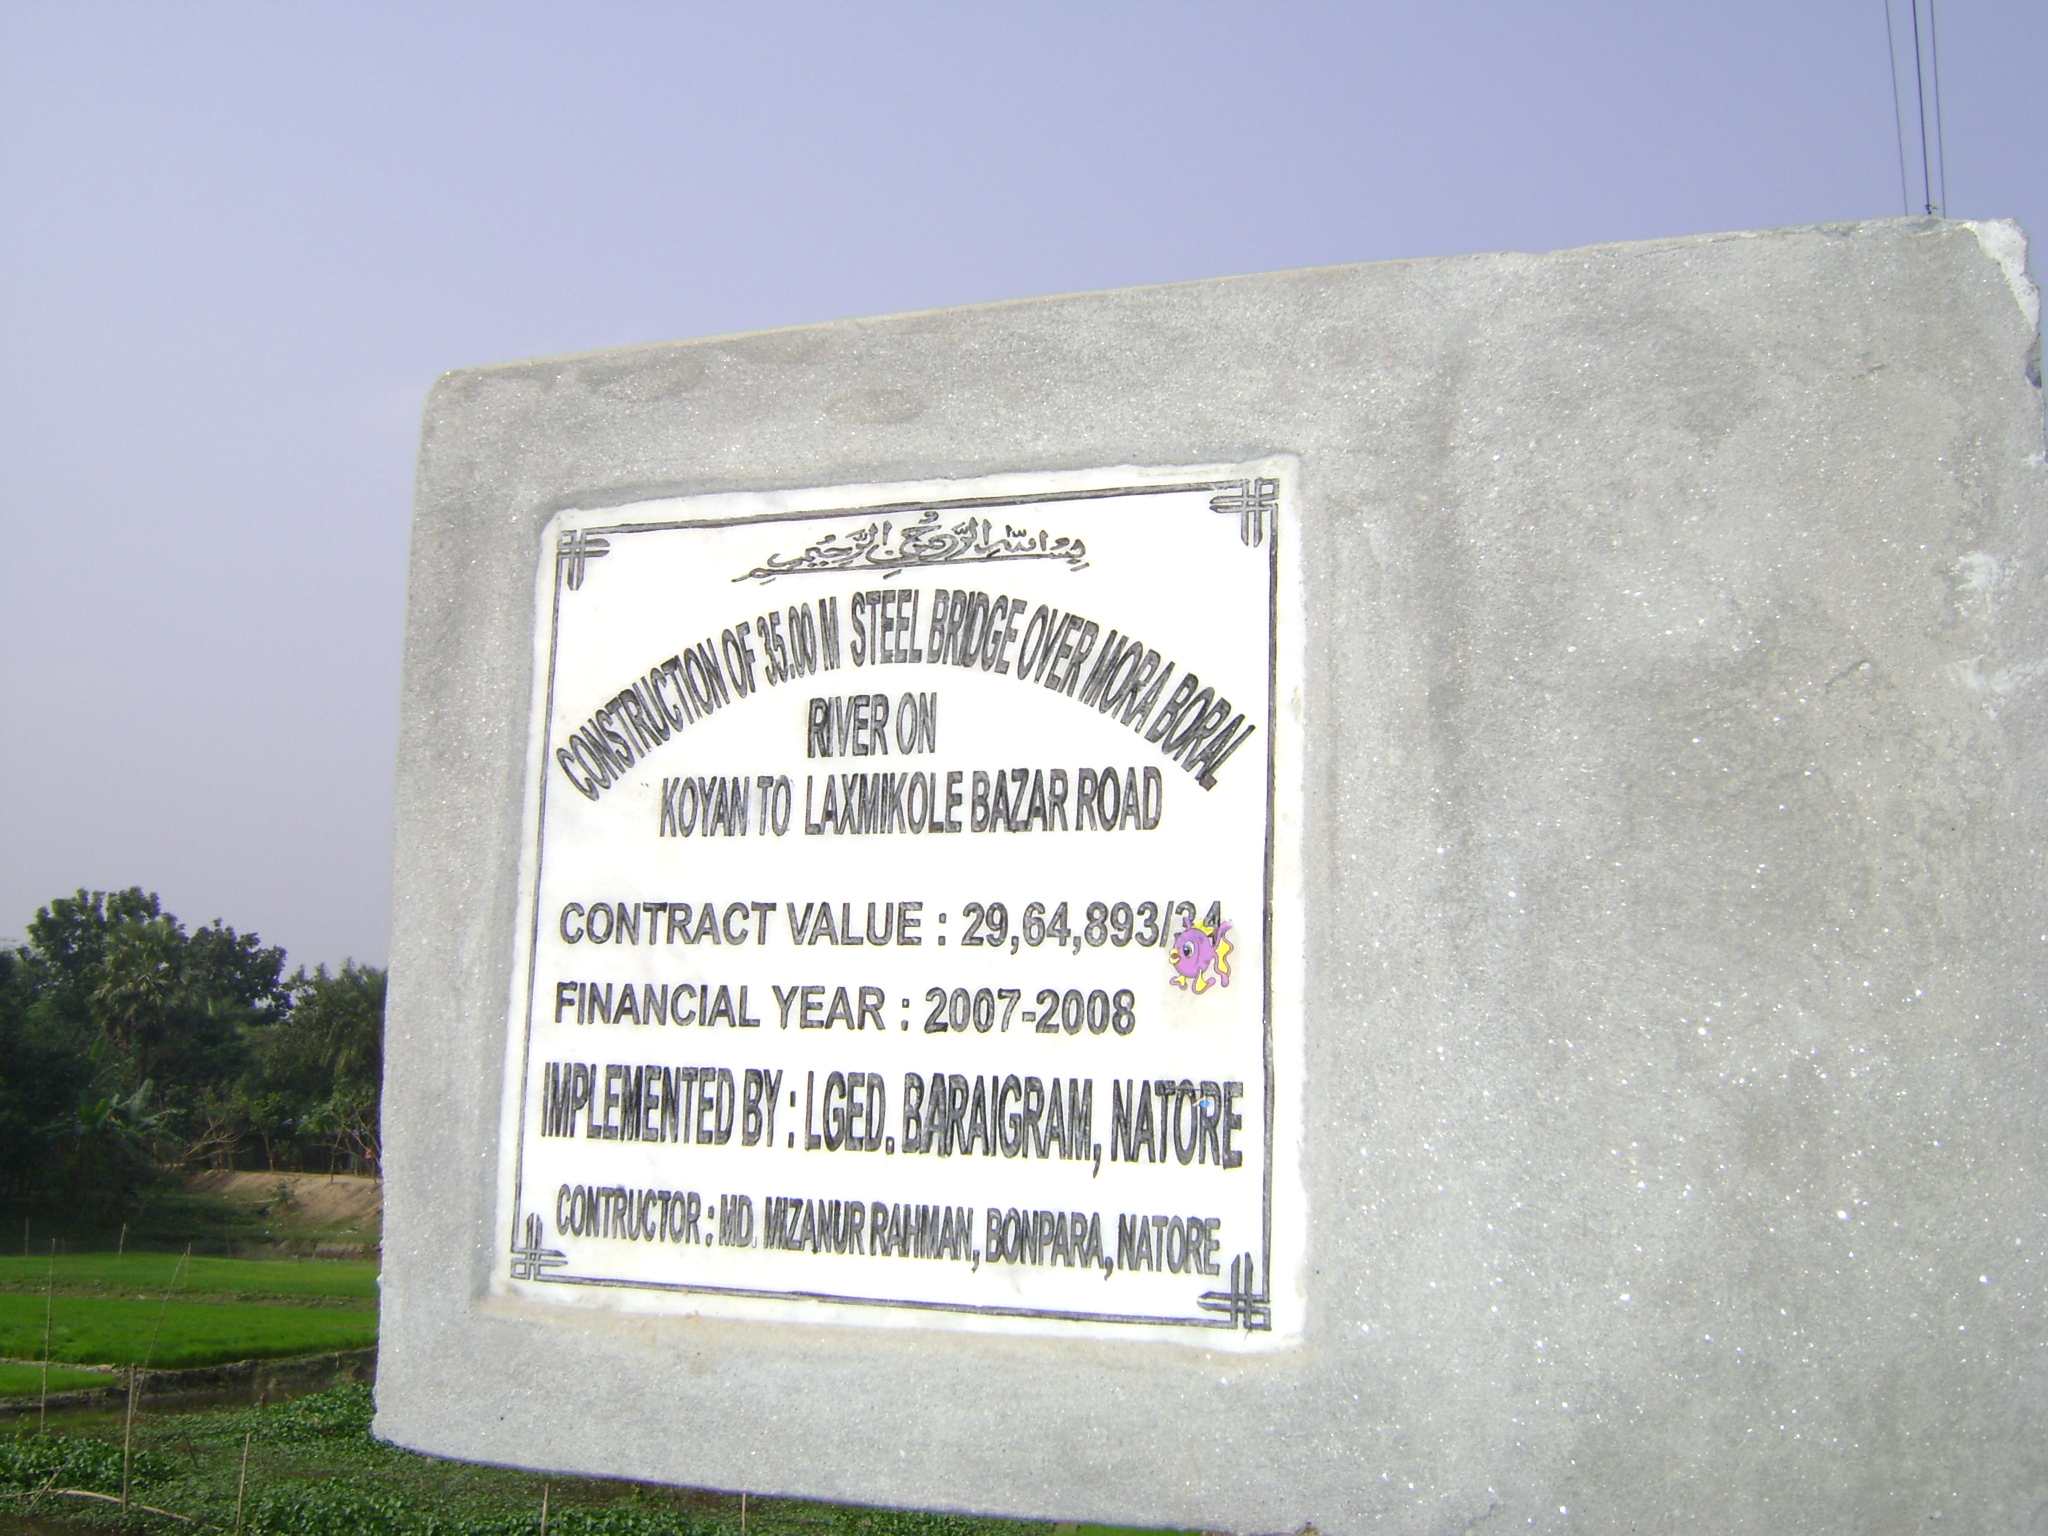 بسم الله الرحمن الرحيم
CONSTRUCTION OF 35.00 M STEEL BRIDGE OVER MORA BORAL
RIVER ON
KOYAN TO LAXMIKOLE BAZAR ROAD
CONTRACT VALUE : 29,64,893/34
FINANCIAL YEAR : 2007-2008
IMPLEMENTED BY : LGED. BARAIGRAM, NATORE
CONTRUCTOR : MD. MIZANUR RAHMAN, BONPARA, NATORE